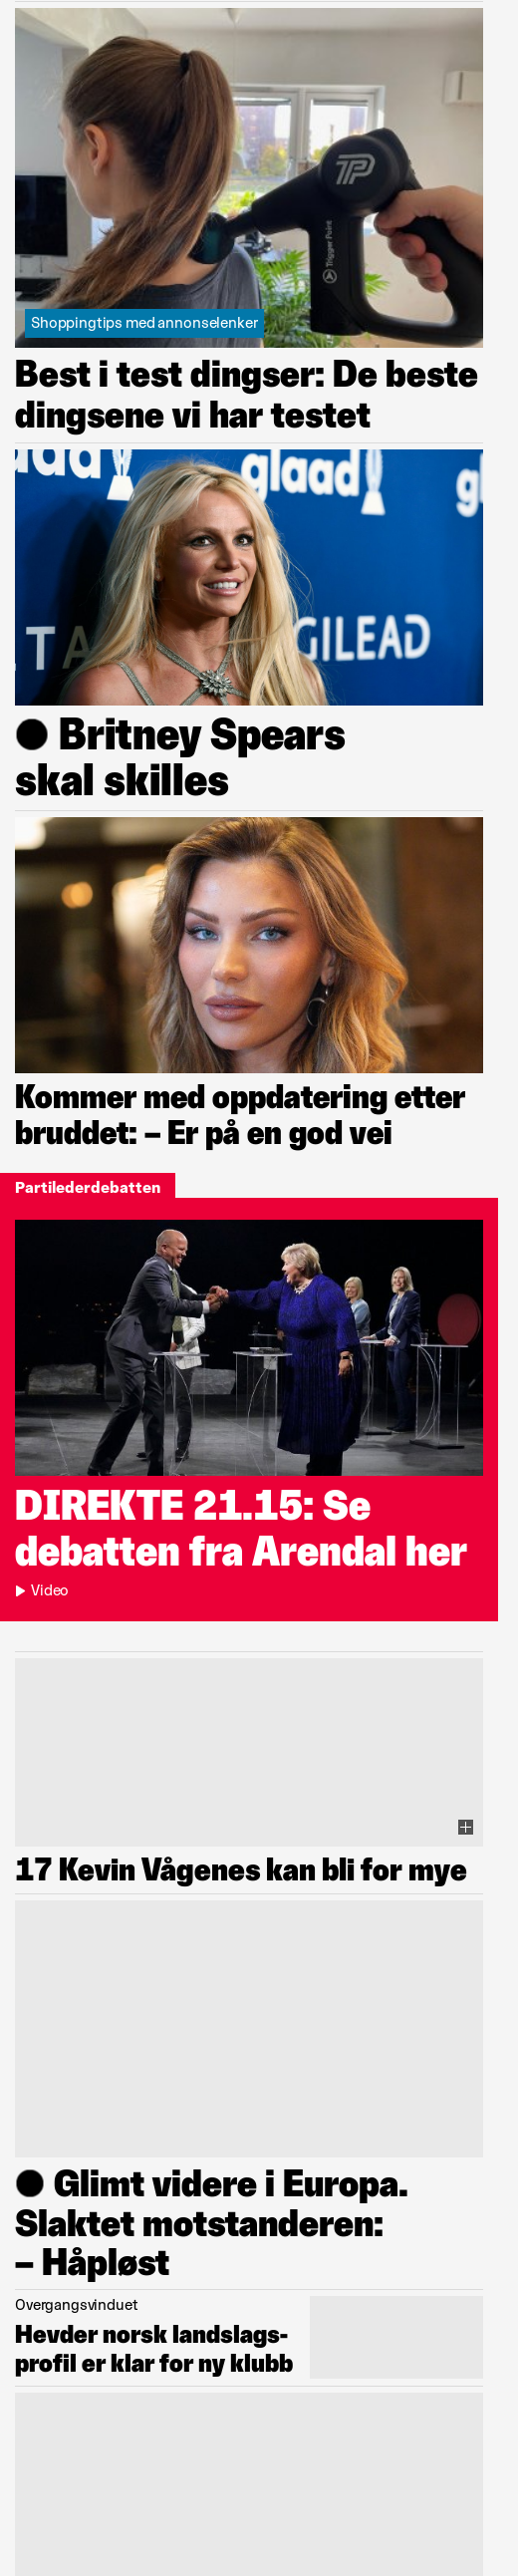 TP
Trigger Point
Shoppingtips med annonselenker
Best i test dingser: De beste
dingsene vi har testet
glaad
GILEAD
● Britney Spears
skal skilles
Kommer med oppdatering etter
bruddet: – Er på en god vei
Partilederdebatten
DIREKTE 21.15: Se
debatten fra Arendal her
Video
17 Kevin Vågenes kan bli for mye
● Glimt videre i Europa.
Slaktet motstanderen:
– Håpløst
Overgangsvinduet
Hevder norsk landslags-
profil er klar for ny klubb